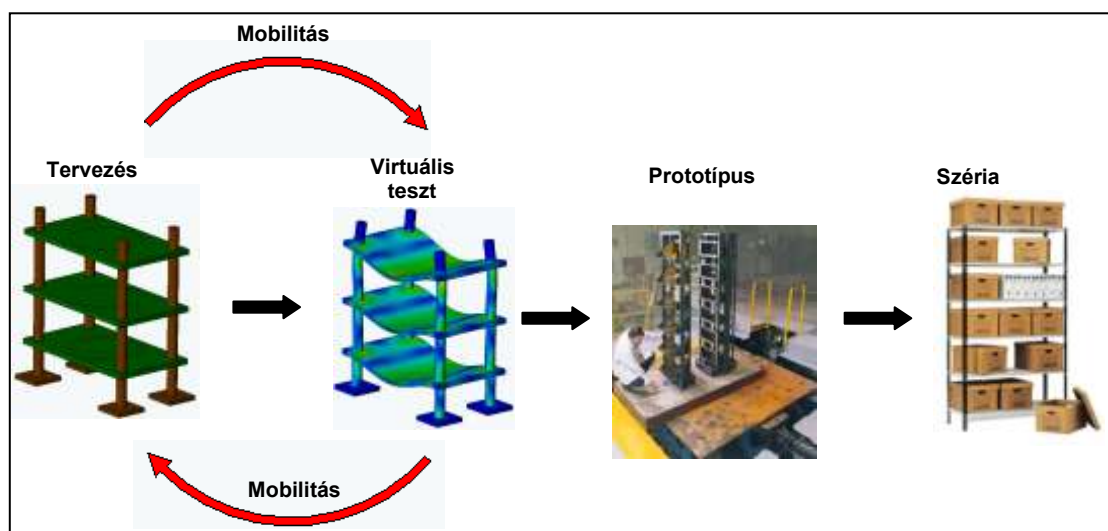 Mobilitás
Tervezés
Virtuális
teszt
Prototípus
Széria
Mobilitás